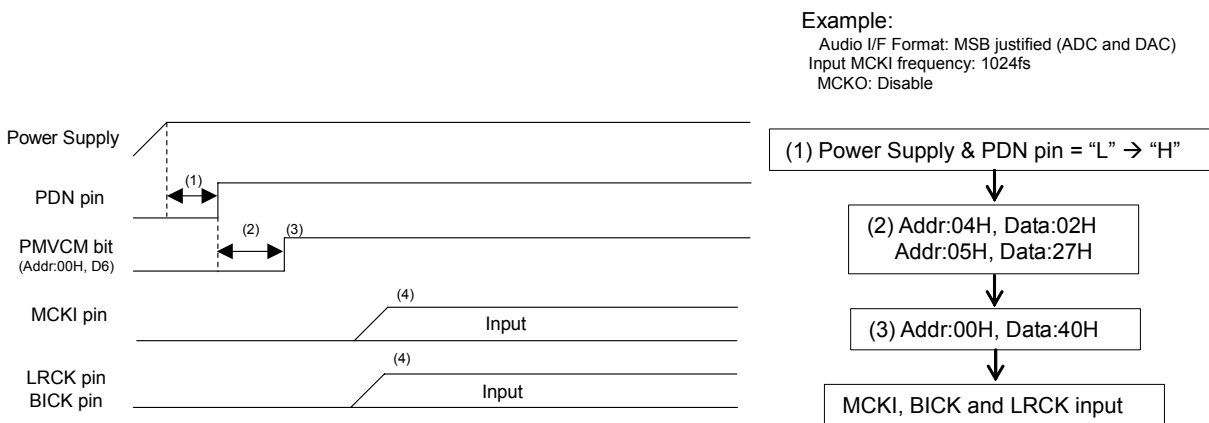 Example:
Audio I/F Format: MSB justified (ADC and DAC)
Input MCKI frequency: 1024fs
MCKO: Disable
Power Supply
(1)
PDN pin
(2)
(3)
PMVCM bit
(Addr:00H, D6)
(4)
MCKI pin
Input
(4)
LRCK pin
BICK pin
Input
(1) Power Supply & PDN pin = “L” → “H”
(2) Addr:04H, Data:02H
Addr:05H, Data:27H
(3) Addr:00H, Data:40H
MCKI, BICK and LRCK input